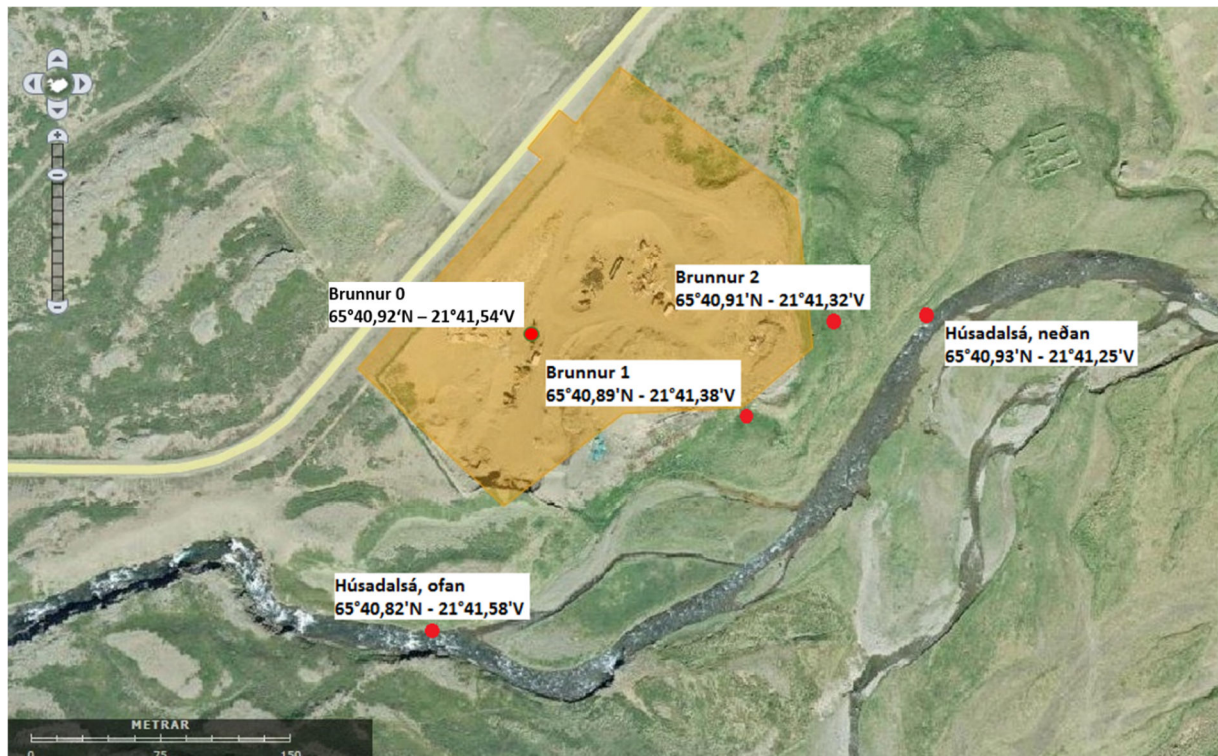 Brunnur 2
65°40,91'N - 21°41,32'V
Brunnur 0
65°40,92‘N – 21°41,54‘V
Húsadalsá, neðan
65°40,93'N - 21°41,25'V
Brunnur 1
65°40,89'N - 21°41,38'V
Húsadalsá, ofan
65°40,82'N - 21°41,58'V
METRAR
0 75 150